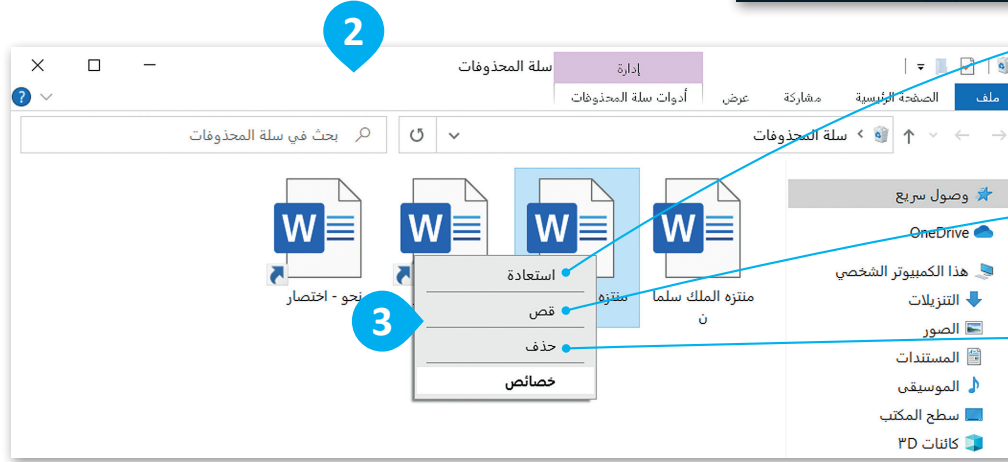 2
إدارة
سلة المحذوفات
ملف
الصفحة الرئيسية
مشاركة
عرض
أدوات سلة المحذوفات
?
سلة المحذوفات
بحث في سلة المحذوفات
وصول سريع
OneDrive
هذا الكمبيوتر الشخصي
التنزيلات
الصور
المستندات
الموسيقى
سطح المكتب
كائنات ٣D
W
W
W
W
منتزه الملك سلما
ن
منتزه
نحو - اختصار
3
استعادة
قص
حذف
خصائص